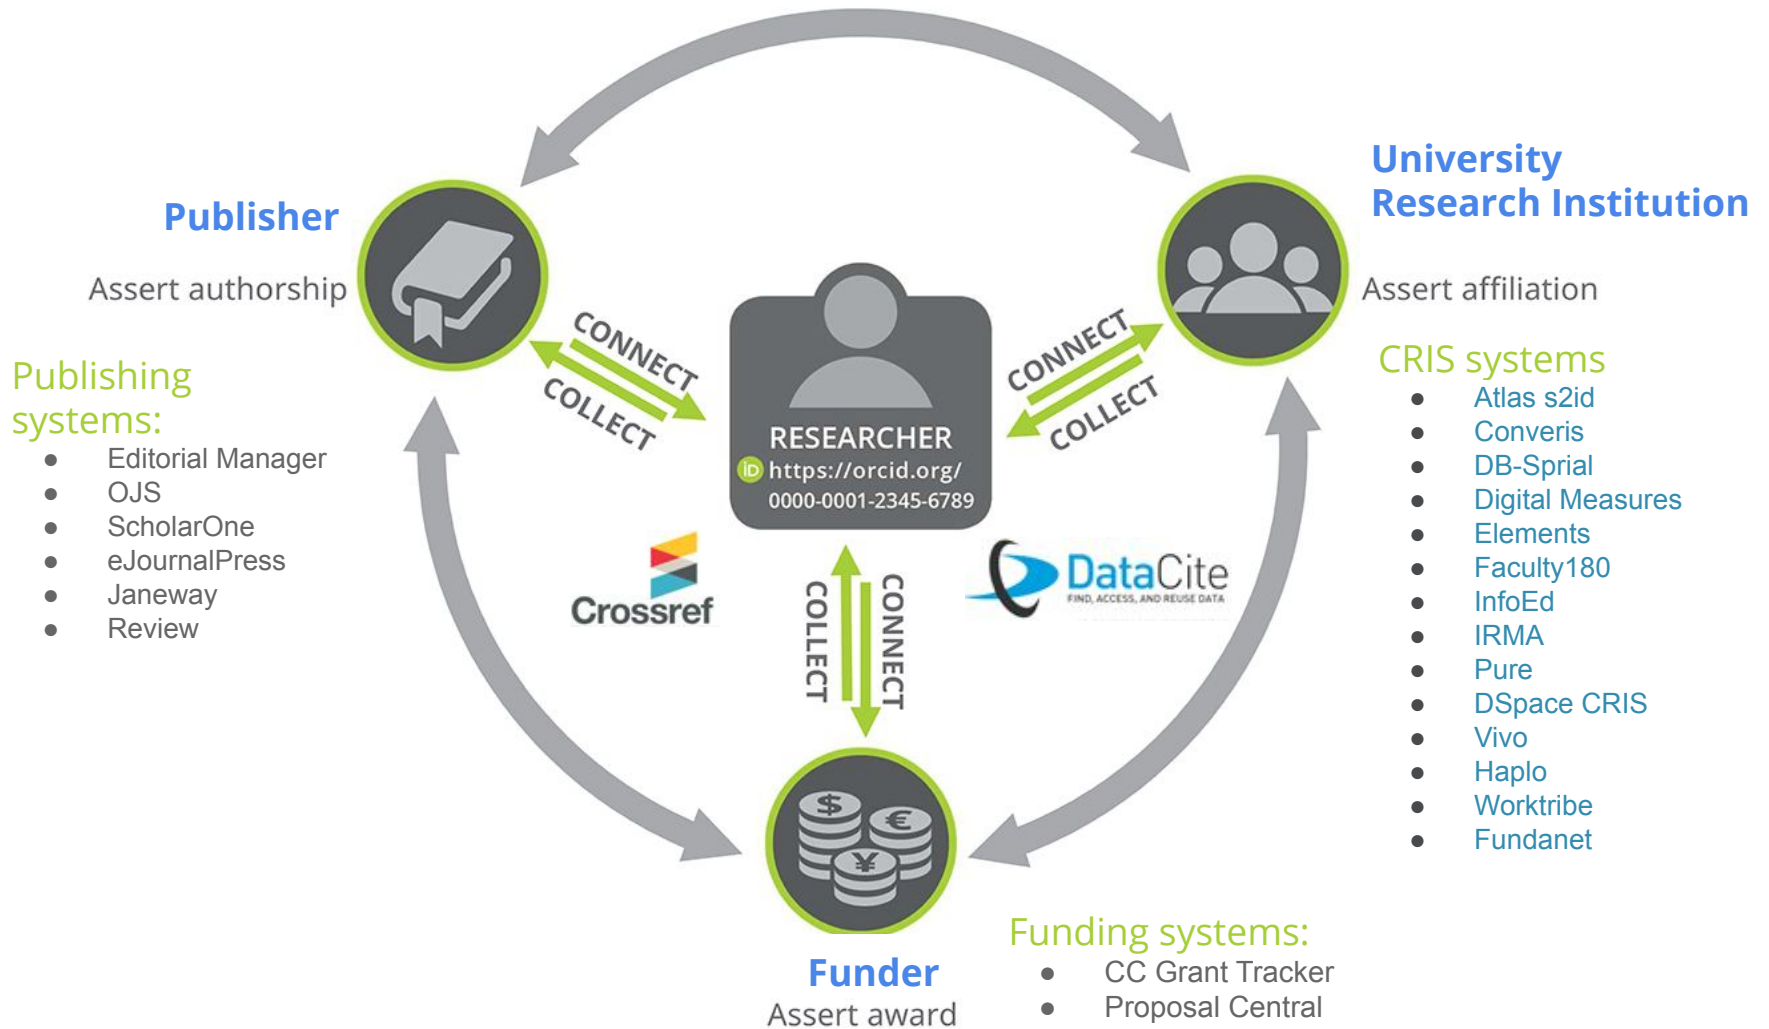 Publisher
Assert authorship
Publishing
systems:
● Editorial Manager
● OJS
● ScholarOne
● eJournalPress
● Janeway
● Review
University
Research Institution
Assert affiliation
CRIS systems
● Atlas s2id
● Converis
● DB-Sprial
● Digital Measures
● Elements
● Faculty180
● InfoEd
● IRMA
● Pure
● DSpace CRIS
● Vivo
● Haplo
● Worktribe
● Fundanet
CONNECT
COLLECT
CONNECT
COLLECT
RESEARCHER
iD https://orcid.org/
0000-0001-2345-6789
Crossref
DataCite
FIND, ACCESS, AND REUSE DATA
COLLECT
CONNECT
$
€
¥
Funder
Assert award
Funding systems:
● CC Grant Tracker
● Proposal Central